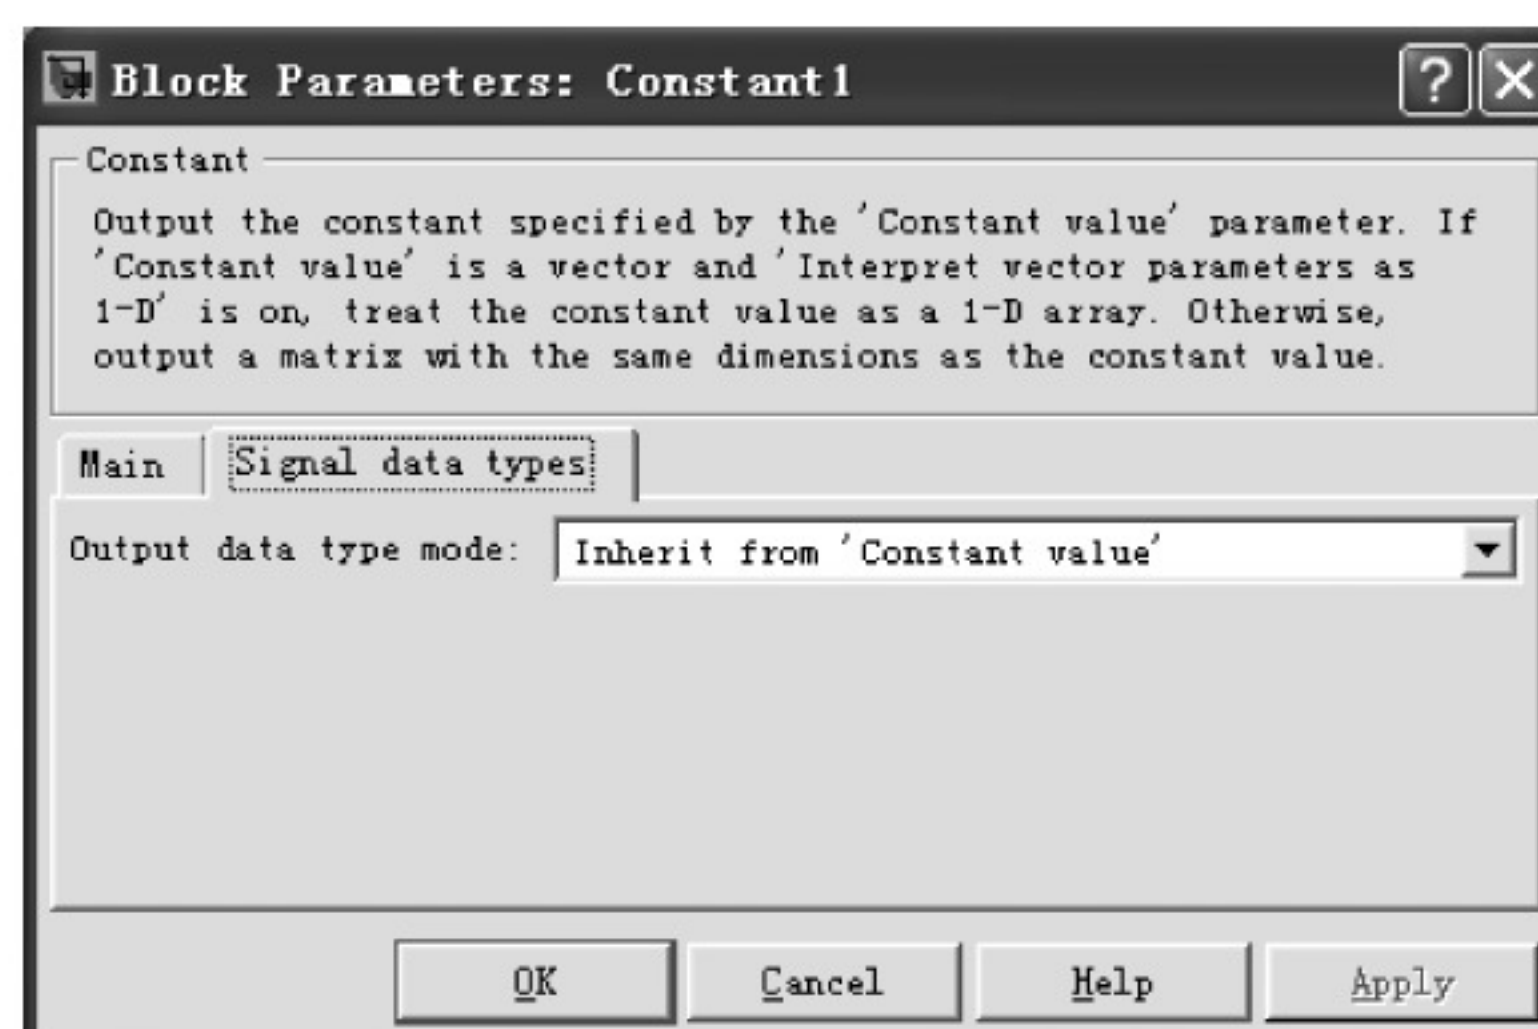 Block Parameters: Constant1
Constant
Output the constant specified by the 'Constant value' parameter. If
'Constant value' is a vector and 'Interpret vector parameters as
1-D' is on, treat the constant value as a 1-D array. Otherwise,
output a matrix with the same dimensions as the constant value.
Main Signal data types
Output data type mode: Inherit from 'Constant value'
OK Cancel Help Apply